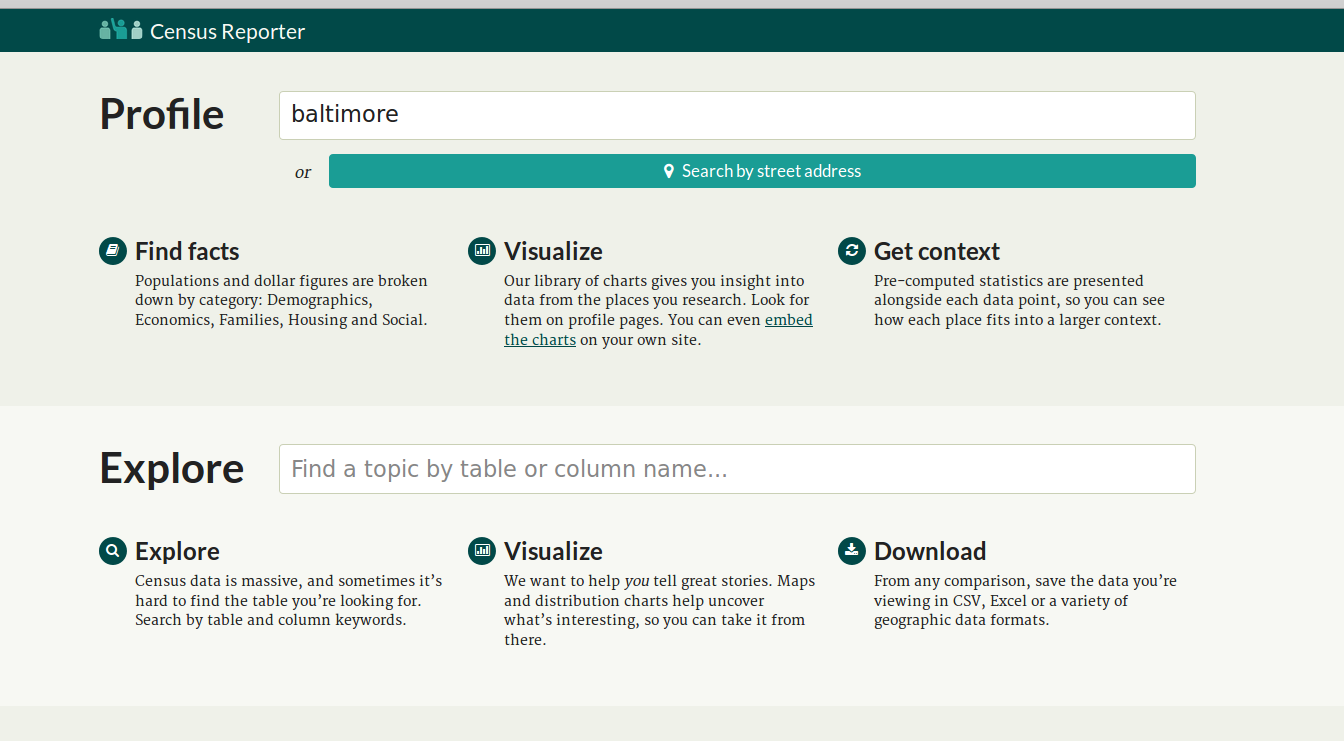 Census Reporter
Profile
baltimore
or
Search by street address
Find facts
Populations and dollar figures are broken
down by category: Demographics,
Economics, Families, Housing and Social.
Visualize
Our library of charts gives you insight into
data from the places you research. Look for
them on profile pages. You can even embed
the charts on your own site.
Get context
Pre-computed statistics are presented
alongside each data point, so you can see
how each place fits into a larger context.
Explore
Find a topic by table or column name...
Explore
Census data is massive, and sometimes it’s
hard to find the table you’re looking for.
Search by table and column keywords.
Visualize
We want to help you tell great stories. Maps
and distribution charts help uncover
what’s interesting, so you can take it from
there.
Download
From any comparison, save the data you’re
viewing in CSV, Excel or a variety of
geographic data formats.